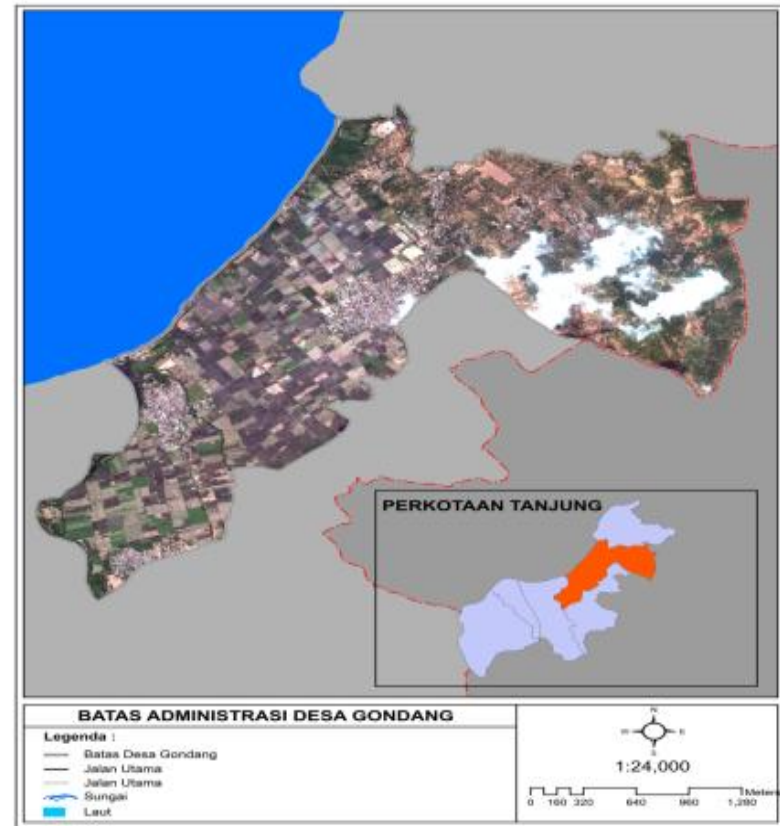 PERKOTAAN TANJUNG
BATAS ADMINISTRASI DESA GONDANG
Legenda :
Batas Desa Gondang
Jalan Utama
Jalan Utama
Sungai
Laut
N
W E
S
1:24,000
Meters
0 160 320 640 960 1,280